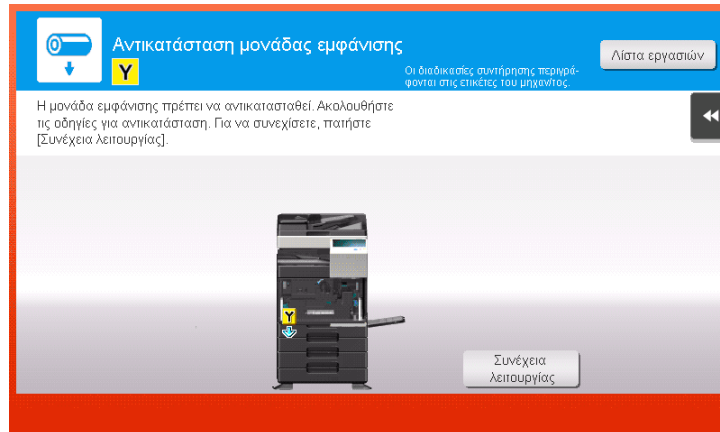 Αντικατάσταση μονάδας εμφάνισης
Y
Οι διαδικασίες συντήρησης περιγρά-
φονται στις ετικέτες του μηχαν/τος.
Λίστα εργασιών
Η μονάδα εμφάνισης πρέπει να αντικατασταθεί. Ακολουθήστε
τις οδηγίες για αντικατάσταση. Για να συνεχίσετε, πατήστε
[Συνέχεια λειτουργίας].
Y
Συνέχεια
λειτουργίας